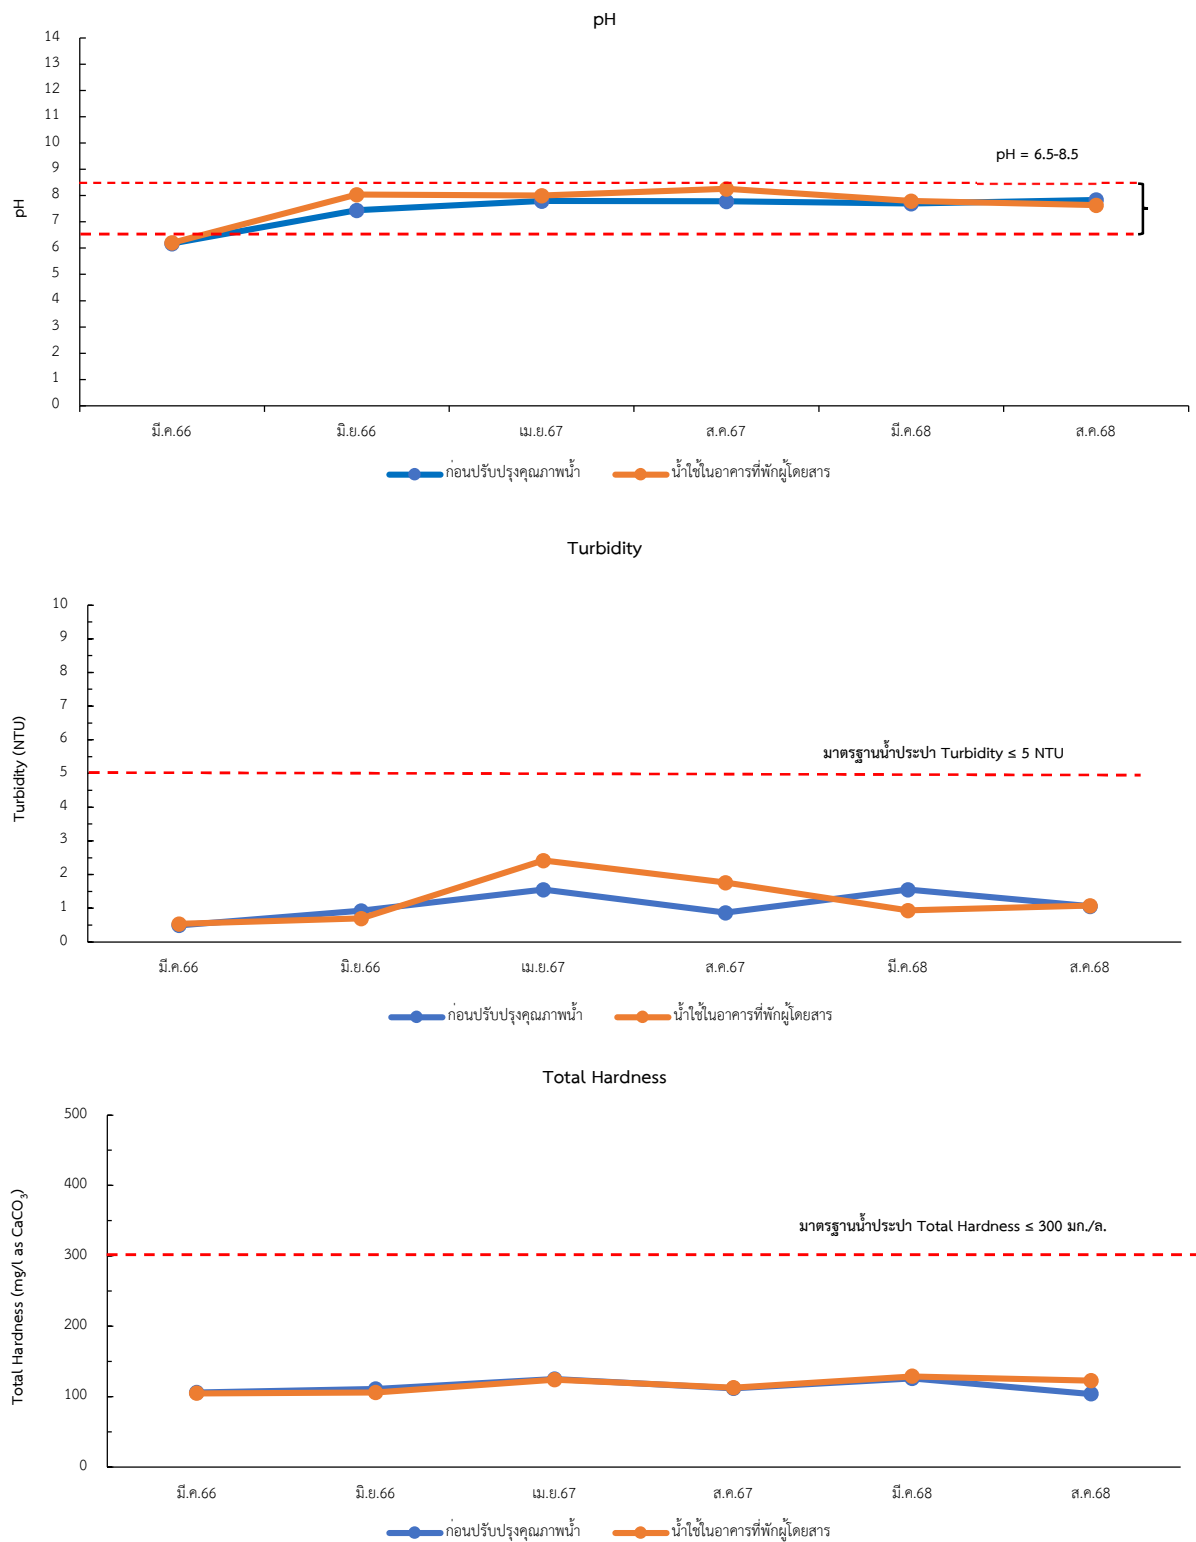 pH
14
13
12
11
10
9
8
7
6
5
4
3
2
1
0
pH
pH = 6.5-8.5
มี.ค.66 มิ.ย.66 เม.ย.67 ส.ค.67 มี.ค.68 ส.ค.68
ก่อนปรับปรุงคุณภาพน้ำ น้ำใช้ในอาคารที่พักผู้โดยสาร
Turbidity
10
9
8
7
6
5
4
3
2
1
0
Turbidity (NTU)
มาตรฐานน้ำประปา Turbidity ≤ 5 NTU
มี.ค.66 มิ.ย.66 เม.ย.67 ส.ค.67 มี.ค.68 ส.ค.68
ก่อนปรับปรุงคุณภาพน้ำ น้ำใช้ในอาคารที่พักผู้โดยสาร
Total Hardness
500
400
300
200
100
0
Total Hardness (mg/l as CaCO₃)
มาตรฐานน้ำประปา Total Hardness ≤ 300 มก./ล.
มี.ค.66 มิ.ย.66 เม.ย.67 ส.ค.67 มี.ค.68 ส.ค.68
ก่อนปรับปรุงคุณภาพน้ำ น้ำใช้ในอาคารที่พักผู้โดยสาร